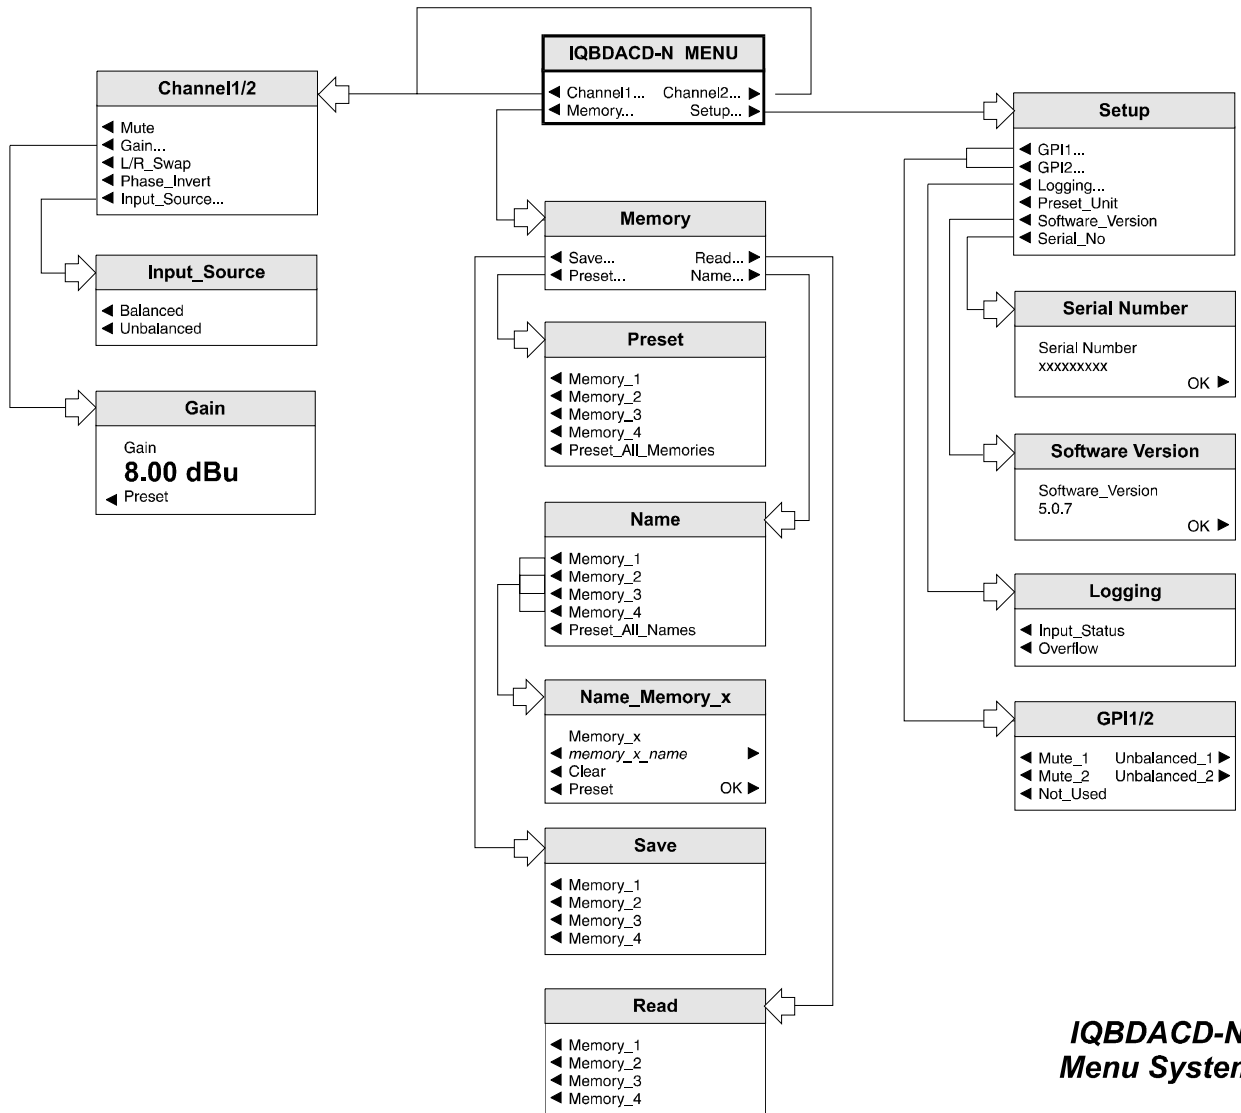 IQBDACD-N MENU
Channel1... Channel2...
Memory... Setup...
Channel1/2
Mute
Gain...
L/R_Swap
Phase_Invert
Input_Source...
Input_Source
Balanced
Unbalanced
Gain
Gain
8.00 dBu
Preset
Memory
Save... Read...
Preset... Name...
Preset
Memory_1
Memory_2
Memory_3
Memory_4
Preset_All_Memories
Name
Memory_1
Memory_2
Memory_3
Memory_4
Preset_All_Names
Name_Memory_x
Memory_x
memory_x_name
Clear
Preset OK
Save
Memory_1
Memory_2
Memory_3
Memory_4
Read
Memory_1
Memory_2
Memory_3
Memory_4
Setup
GPI1...
GPI2...
Logging...
Preset_Unit
Software_Version
Serial_No
Serial Number
Serial Number
xxxxxxxxx
OK
Software Version
Software_Version
5.0.7
OK
Logging
Input_Status
Overflow
GPI1/2
Mute_1 Unbalanced_1
Mute_2 Unbalanced_2
Not_Used
IQBDACD-N
Menu System